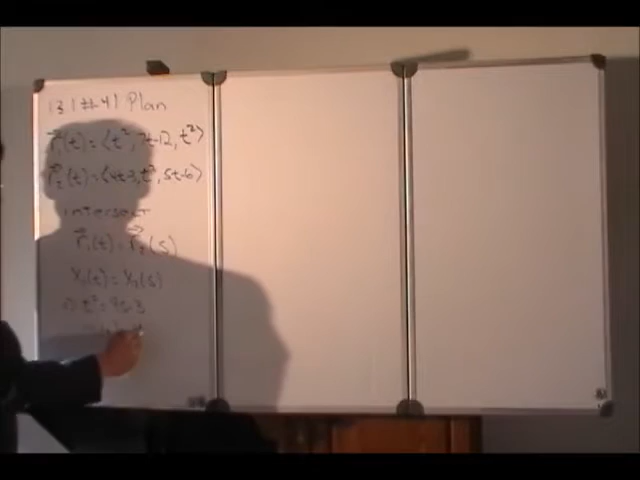 13.1 #41 Plan
r₁(t) = ⟨t², 7t-12, t²⟩
r₂(t) = ⟨4t-3, t², 5t-6⟩
intersect
r₁(t) = r₂(s)
x₁(t) = x₂(s)
t² = 4s-3